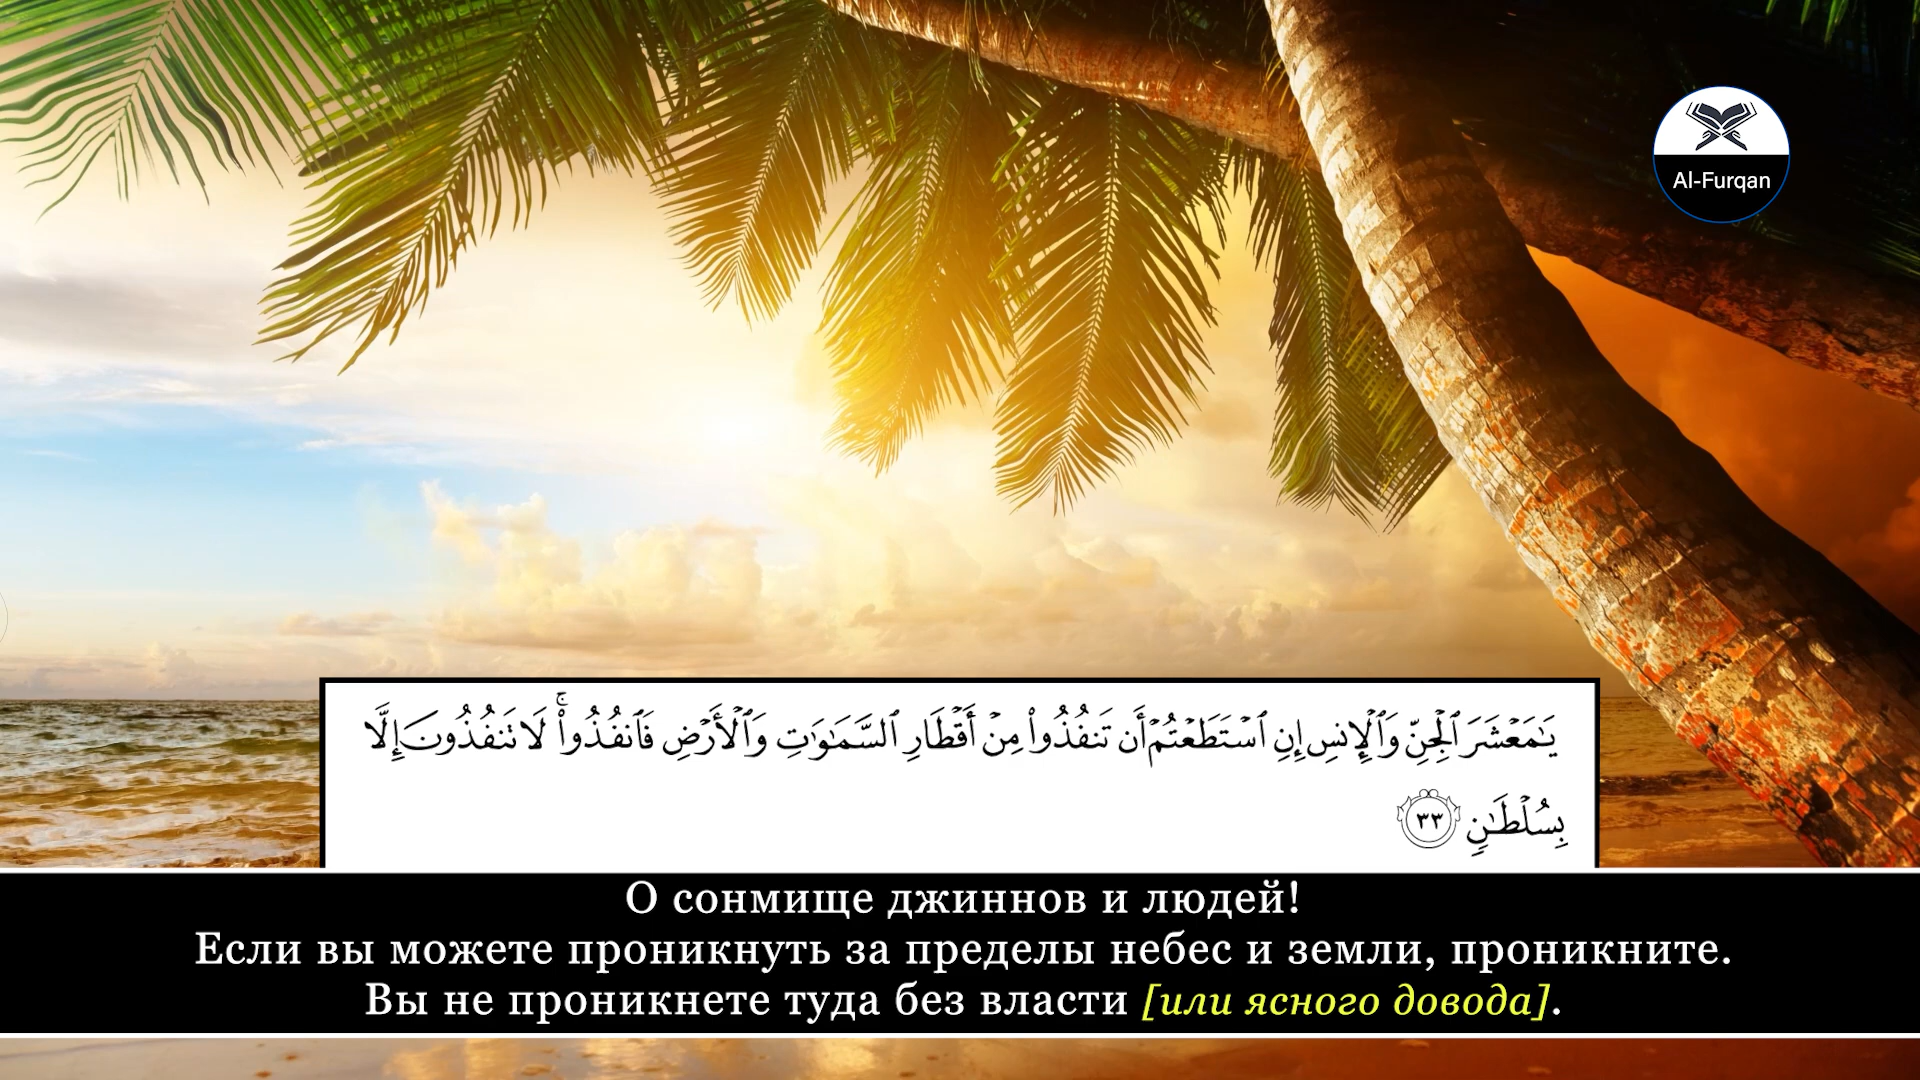 Al-Furqan
يَـٰمَعۡشَرَ ٱلۡجِنِّ وَٱلۡإِنسِ إِنِ ٱسۡتَطَعۡتُمۡ أَن تَنفُذُواْ مِنۡ أَقۡطَارِ ٱلسَّمَـٰوَٰتِ وَٱلۡأَرۡضِ فَٱنفُذُواْۚ لَا تَنفُذُونَ إِلَّا
بِسُلۡطَـٰنٖ ٣٣
О сонмище джиннов и людей!
Если вы можете проникнуть за пределы небес и земли, проникните.
Вы не проникнете туда без власти [или ясного довода].